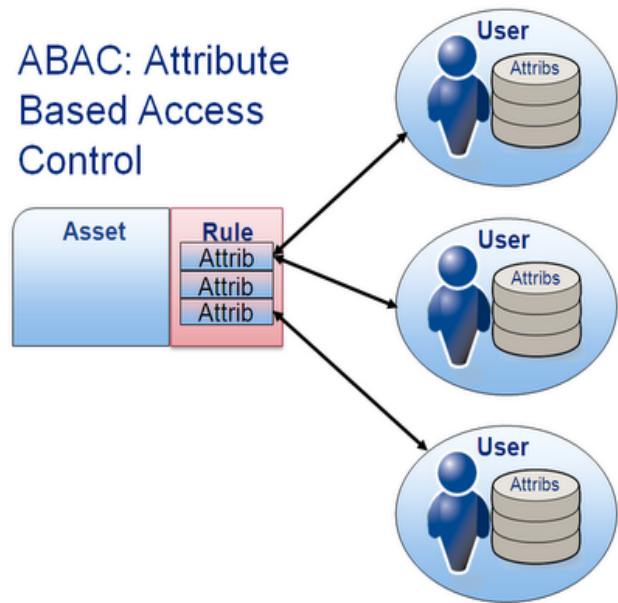 ABAC: Attribute
Based Access
Control
Asset
Rule
Attrib
Attrib
Attrib
User
Attribs
User
Attribs
User
Attribs